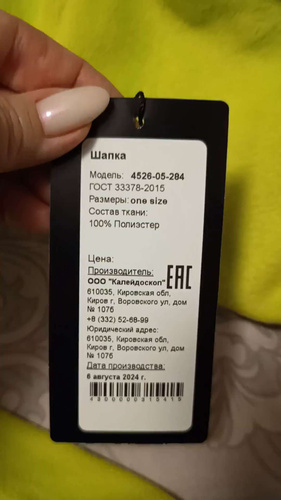 Шапка
Модель: 4526-05-284
ГОСТ 33378-2015
Размеры: one size
Состав ткани:
100% Полиэстер
Цена:
Производитель:
ООО "Калейдоскоп"
EAC
610035, Кировская обл,
Киров г, Воровского ул, дом
№ 107б
+8 (332) 52-68-99
Юридический адрес:
610035, Кировская обл,
Киров г, Воровского ул, дом
№ 107б
Дата производства:
6 августа 2024 г.